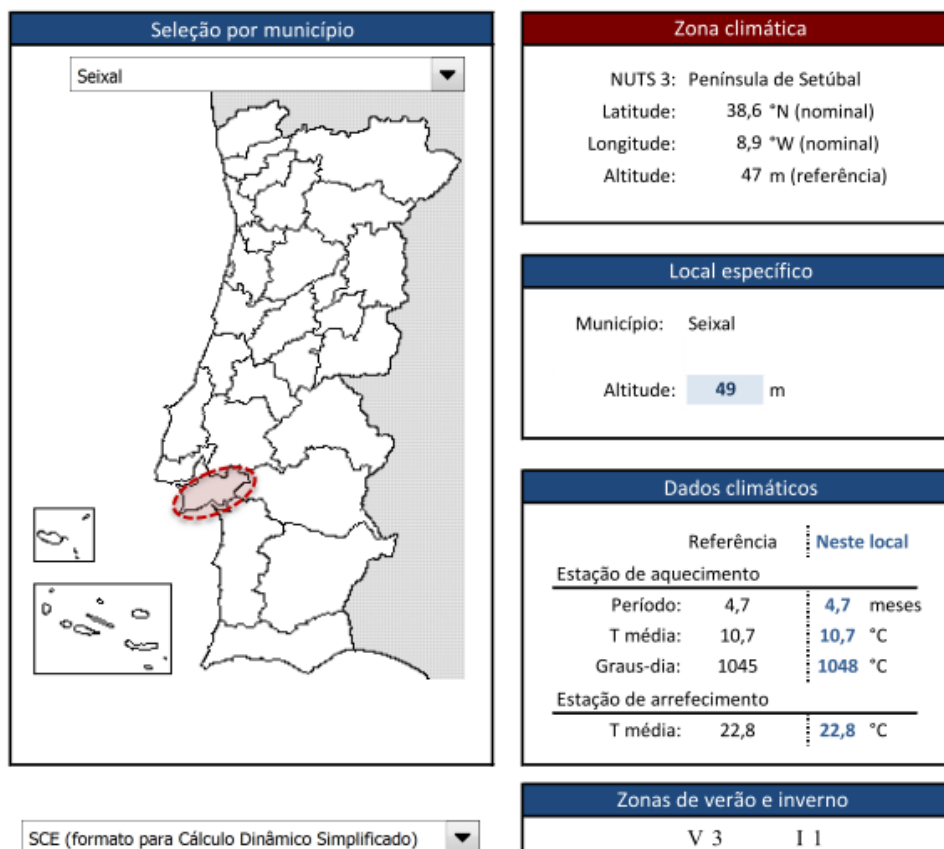 Seleção por município
Seixal
Zona climática
NUTS 3: Península de Setúbal
Latitude: 38,6 °N (nominal)
Longitude: 8,9 °W (nominal)
Altitude: 47 m (referência)
Local específico
Município: Seixal
Altitude: 49 m
Dados climáticos
Referência Neste local
Estação de aquecimento
Período: 4,7 4,7 meses
T média: 10,7 10,7 °C
Graus-dia: 1045 1048 °C
Estação de arrefecimento
T média: 22,8 22,8 °C
SCE (formato para Cálculo Dinâmico Simplificado)
Zonas de verão e inverno
V 3 I 1